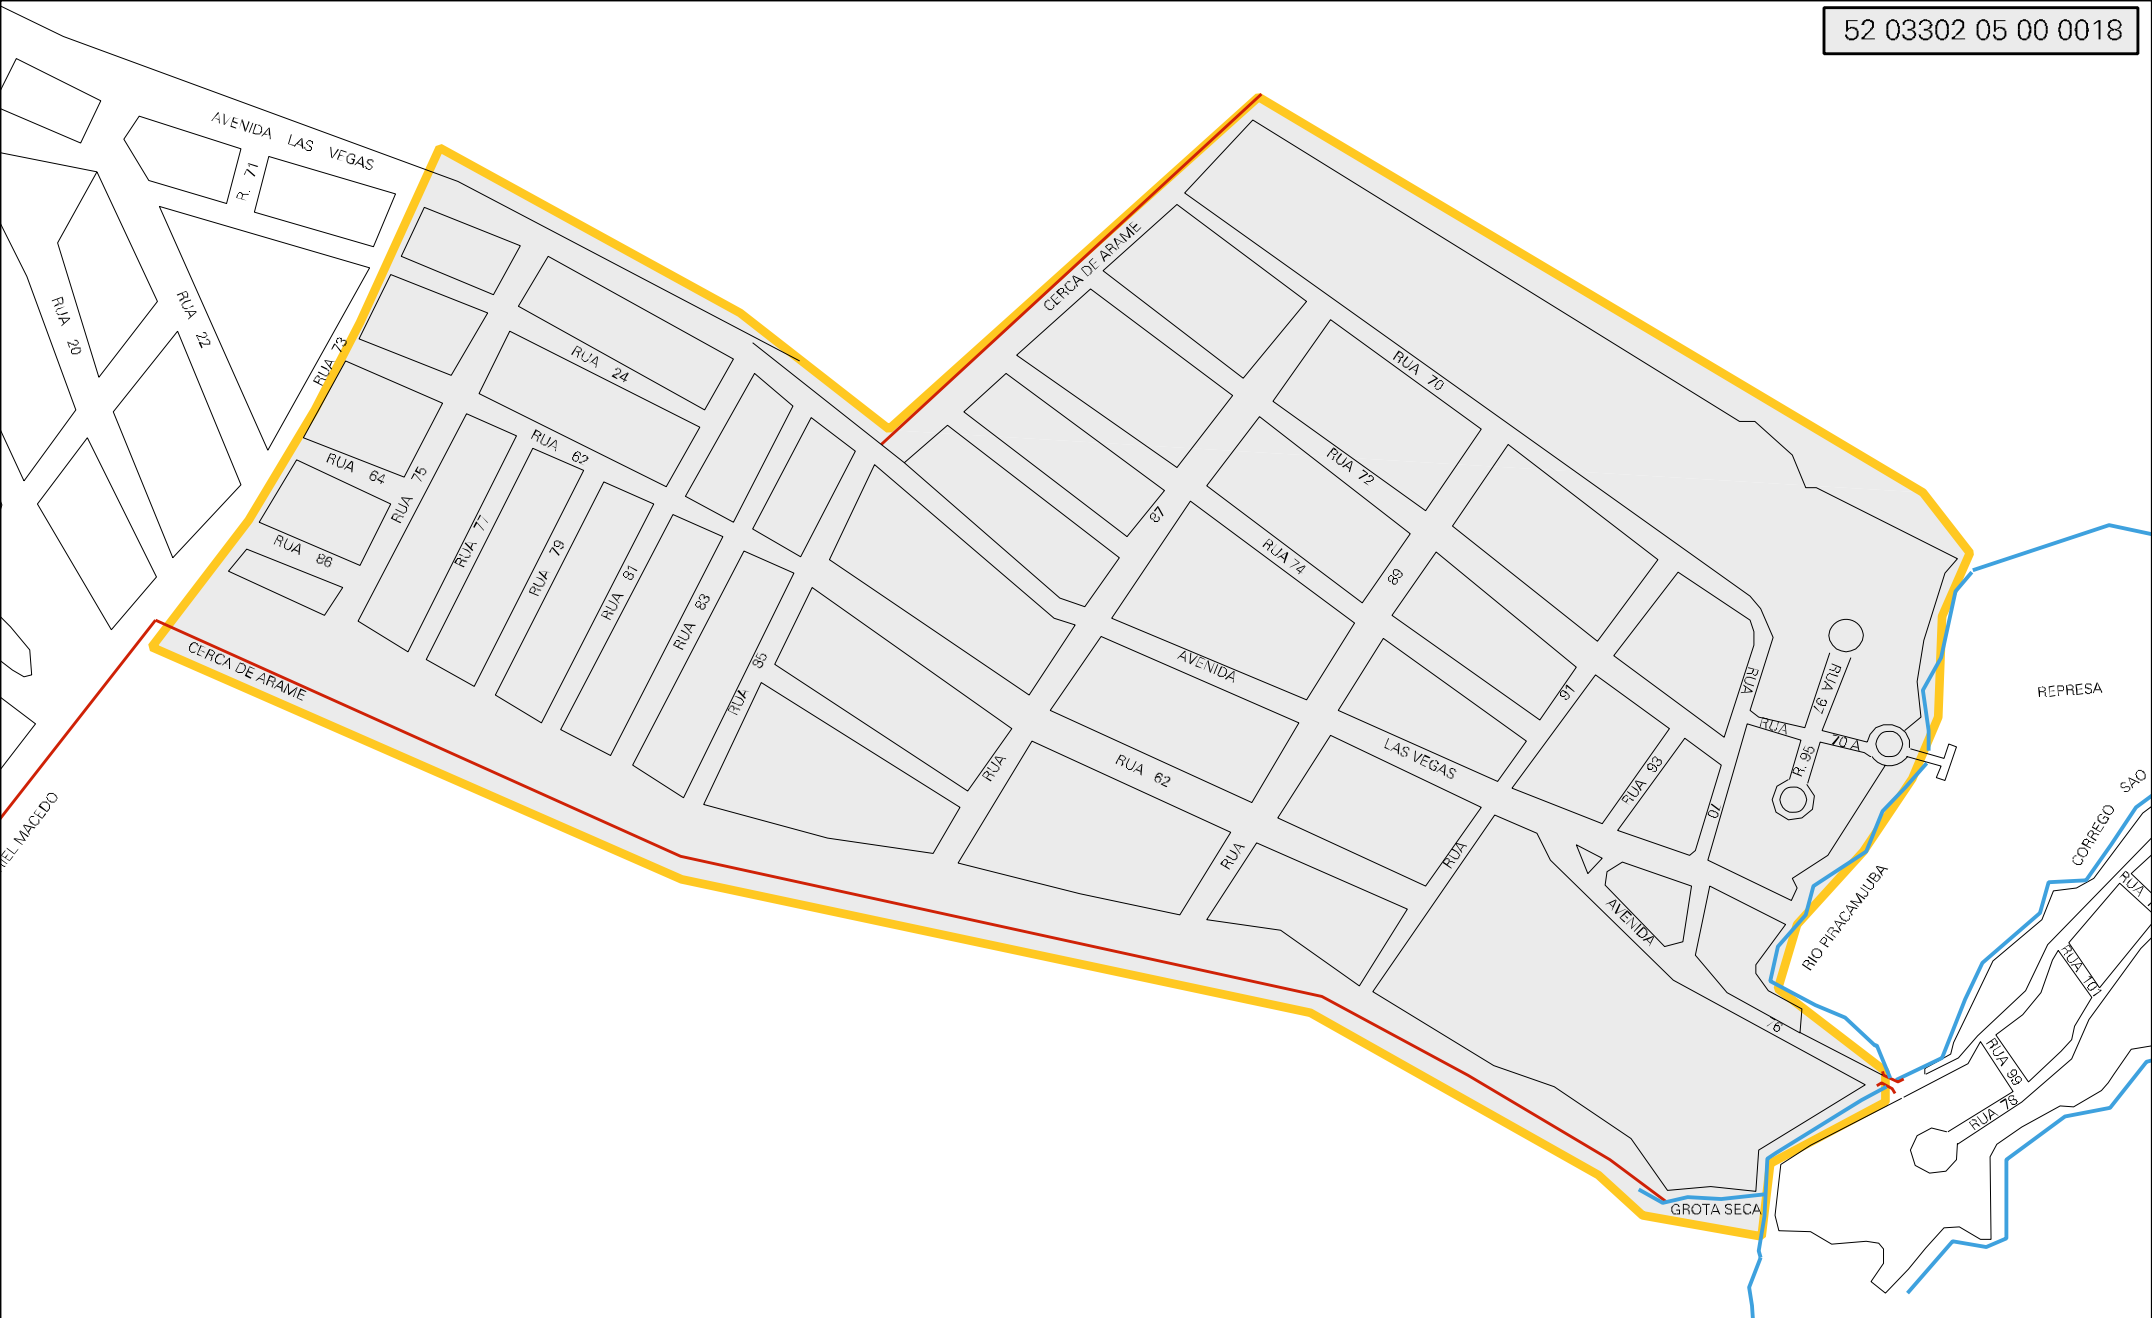 52 03302 05 00 0018
AVENIDA LAS VEGAS
R. 71
RUA 20
RUA 22
RUA 73
RUA 24
RUA 62
RUA 64
RUA 75
RUA 86
RUA 77
RUA 79
RUA 81
RUA 83
RUA 85
CERCA DE ARAME
CERCA DE ARAME
RUA 70
RUA 72
RUA 74
87
89
91
AVENIDA
LAS VEGAS
RUA 62
RUA
RUA
RUA
RUA 93
70
RUA
RUA 97
RUA
70 A
R. 95
REPRESA
AVENIDA
76
RIO PIRACAMJUBA
CORREGO SAO
RUA
RUA 101
RUA 99
RUA 78
GROTA SECA
MACEDO